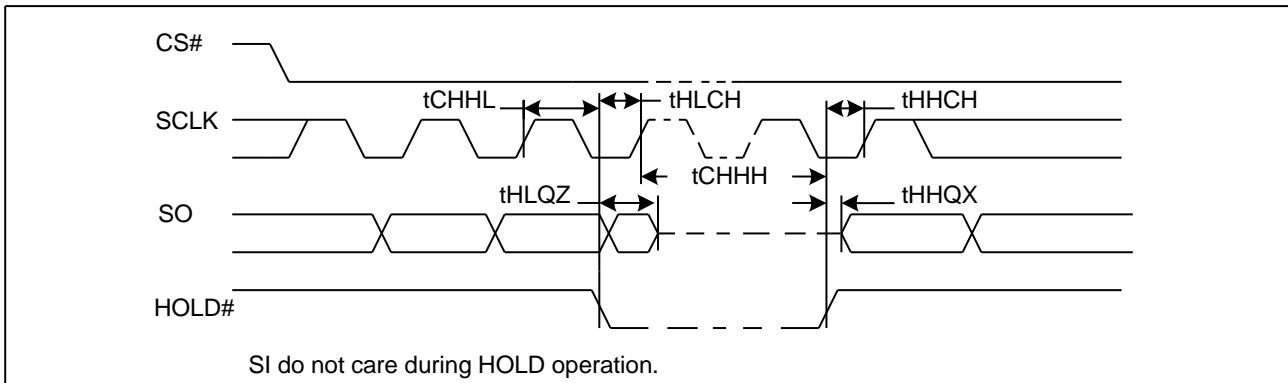 CS#
tCHHL
tHLCH
tHHCH
SCLK
tCHHH
tHLQZ
tHHQX
SO
HOLD#
SI do not care during HOLD operation.